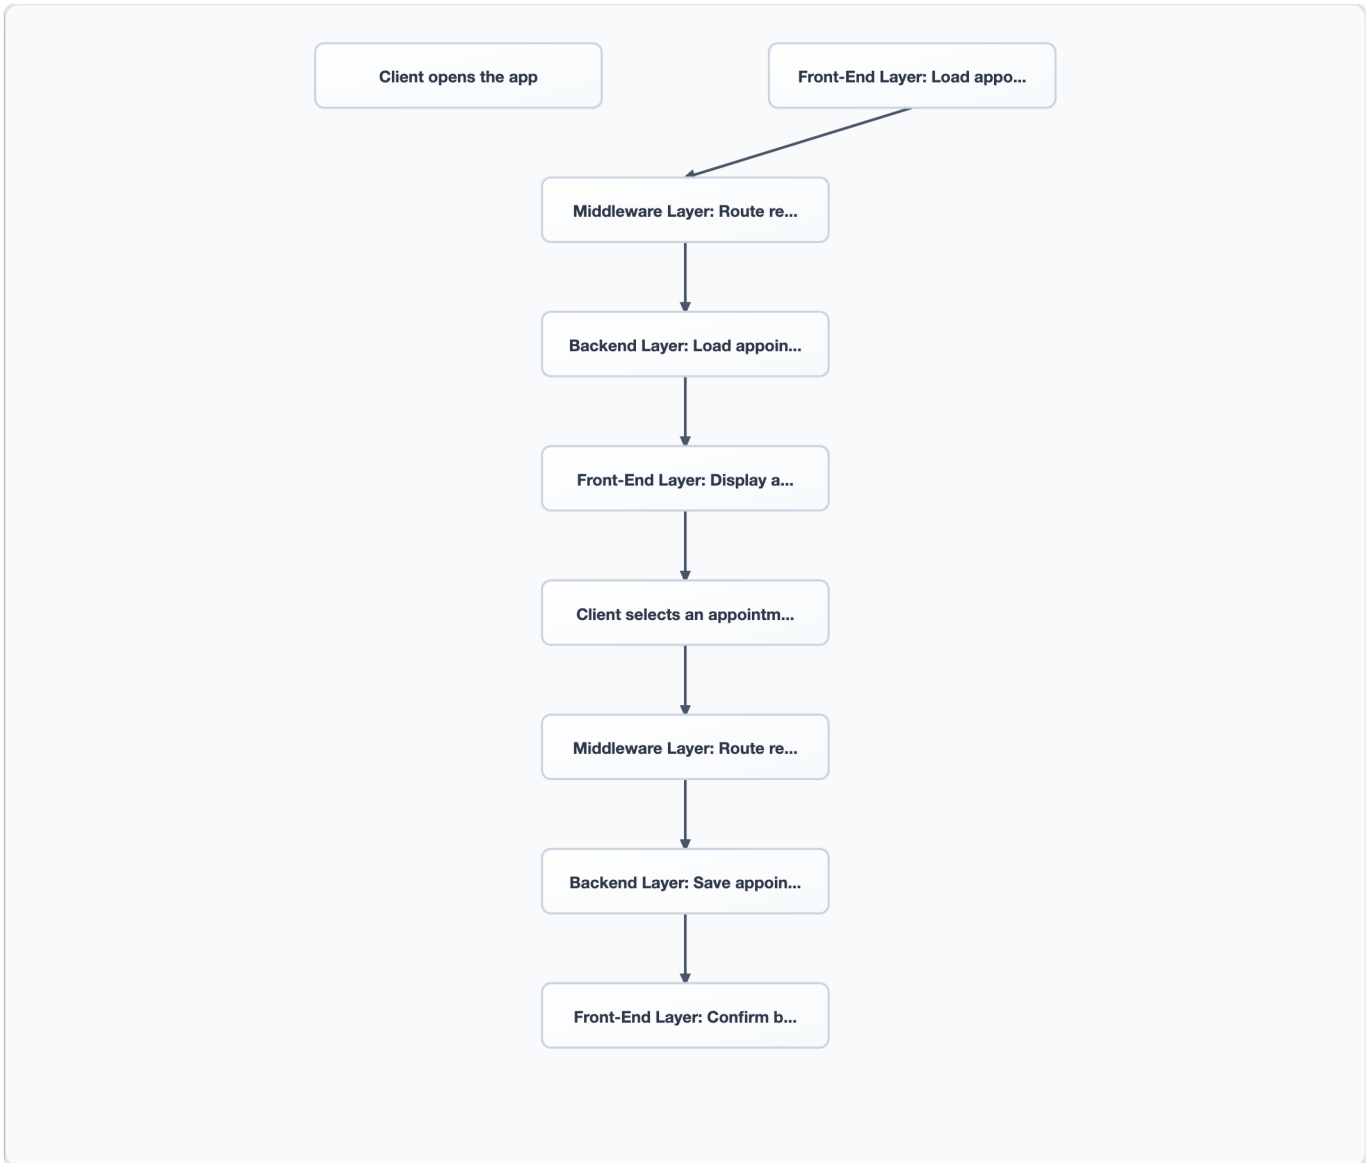 Client opens the app
Front-End Layer: Load appo...
Middleware Layer: Route re...
Backend Layer: Load appoin...
Front-End Layer: Display a...
Client selects an appointm...
Middleware Layer: Route re...
Backend Layer: Save appoin...
Front-End Layer: Confirm b...